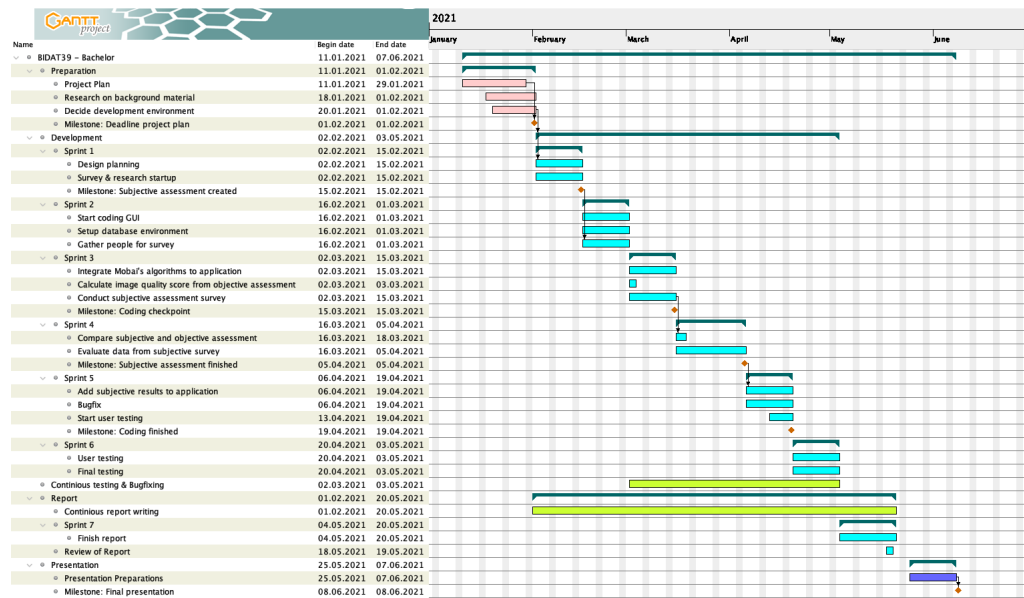 GANTT
project
2021
January February March April May June
Name Begin date End date
BIDAT39 - Bachelor 11.01.2021 07.06.2021
Preparation 11.01.2021 01.02.2021
Project Plan 11.01.2021 29.01.2021
Research on background material 18.01.2021 01.02.2021
Decide development environment 20.01.2021 01.02.2021
Milestone: Deadline project plan 01.02.2021 01.02.2021
Development 02.02.2021 03.05.2021
Sprint 1 02.02.2021 15.02.2021
Design planning 02.02.2021 15.02.2021
Survey & research startup 02.02.2021 15.02.2021
Milestone: Subjective assessment created 15.02.2021 15.02.2021
Sprint 2 16.02.2021 01.03.2021
Start coding GUI 16.02.2021 01.03.2021
Setup database environment 16.02.2021 01.03.2021
Gather people for survey 16.02.2021 01.03.2021
Sprint 3 02.03.2021 15.03.2021
Integrate Mobai's algorithms to application 02.03.2021 15.03.2021
Calculate image quality score from objective assessment 02.03.2021 03.03.2021
Conduct subjective assessment survey 02.03.2021 15.03.2021
Milestone: Coding checkpoint 15.03.2021 15.03.2021
Sprint 4 16.03.2021 05.04.2021
Compare subjective and objective assessment 16.03.2021 18.03.2021
Evaluate data from subjective survey 16.03.2021 05.04.2021
Milestone: Subjective assessment finished 05.04.2021 05.04.2021
Sprint 5 06.04.2021 19.04.2021
Add subjective results to application 06.04.2021 19.04.2021
Bugfix 06.04.2021 19.04.2021
Start user testing 13.04.2021 19.04.2021
Milestone: Coding finished 19.04.2021 19.04.2021
Sprint 6 20.04.2021 03.05.2021
User testing 20.04.2021 03.05.2021
Final testing 20.04.2021 03.05.2021
Continious testing & Bugfixing 02.03.2021 03.05.2021
Report 01.02.2021 20.05.2021
Continious report writing 01.02.2021 20.05.2021
Sprint 7 04.05.2021 20.05.2021
Finish report 04.05.2021 20.05.2021
Review of Report 18.05.2021 19.05.2021
Presentation 25.05.2021 07.06.2021
Presentation Preparations 25.05.2021 07.06.2021
Milestone: Final presentation 08.06.2021 08.06.2021